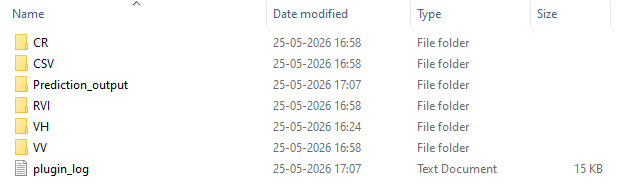 Name Date modified Type Size
CR 25-05-2026 16:58 File folder
CSV 25-05-2026 16:58 File folder
Prediction_output 25-05-2026 17:07 File folder
RVI 25-05-2026 16:58 File folder
VH 25-05-2026 16:24 File folder
VV 25-05-2026 16:58 File folder
plugin_log 25-05-2026 17:07 Text Document 15 KB